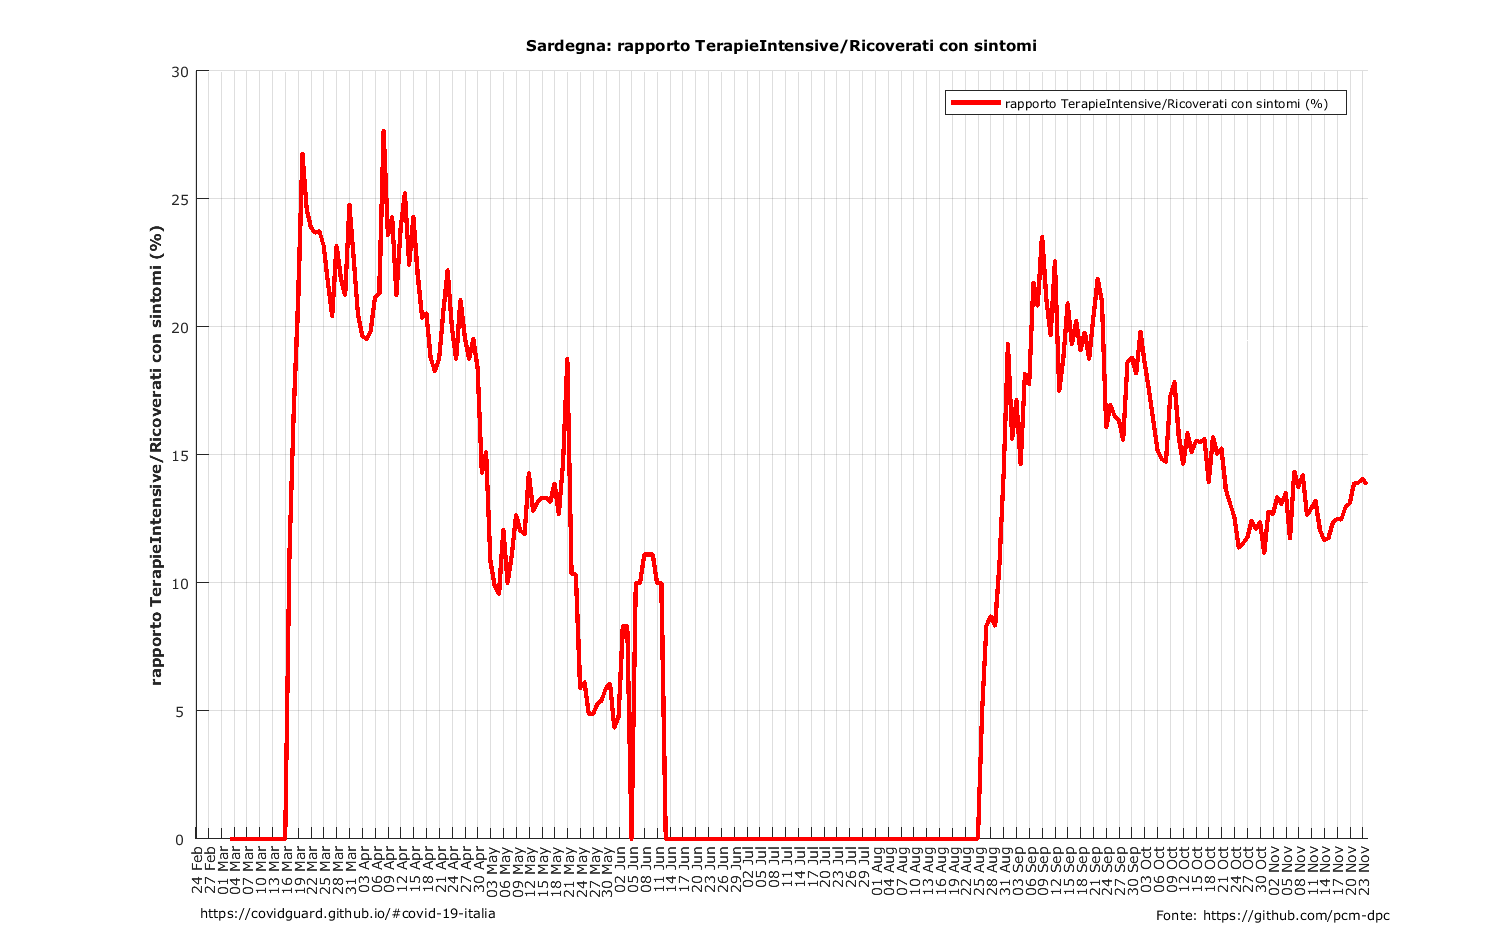 Sardegna: rapporto TerapieIntensive/Ricoverati con sintomi
rapporto TerapieIntensive/Ricoverati con sintomi (%)
rapporto TerapieIntensive/Ricoverati con sintomi (%)
30
25
20
15
10
5
0
24 Feb
27 Feb
01 Mar
04 Mar
07 Mar
10 Mar
13 Mar
16 Mar
19 Mar
22 Mar
25 Mar
28 Mar
31 Mar
03 Apr
06 Apr
09 Apr
12 Apr
15 Apr
18 Apr
21 Apr
24 Apr
27 Apr
30 Apr
03 May
06 May
09 May
12 May
15 May
18 May
21 May
24 May
27 May
30 May
02 Jun
05 Jun
08 Jun
11 Jun
14 Jun
17 Jun
20 Jun
23 Jun
26 Jun
29 Jun
02 Jul
05 Jul
08 Jul
11 Jul
14 Jul
17 Jul
20 Jul
23 Jul
26 Jul
29 Jul
01 Aug
04 Aug
07 Aug
10 Aug
13 Aug
16 Aug
19 Aug
22 Aug
25 Aug
28 Aug
31 Aug
03 Sep
06 Sep
09 Sep
12 Sep
15 Sep
18 Sep
21 Sep
24 Sep
27 Sep
30 Sep
03 Oct
06 Oct
09 Oct
12 Oct
15 Oct
18 Oct
21 Oct
24 Oct
27 Oct
30 Oct
02 Nov
05 Nov
08 Nov
11 Nov
14 Nov
17 Nov
20 Nov
23 Nov
https://covidguard.github.io/#covid-19-italia
Fonte: https://github.com/pcm-dpc